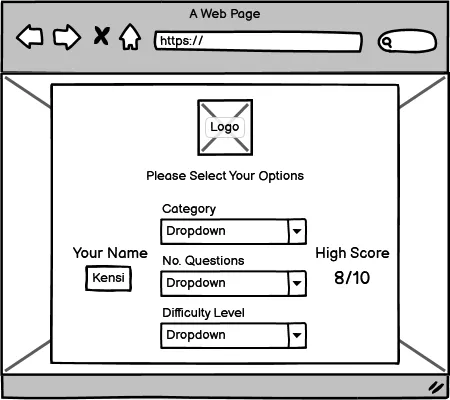 A Web Page
https://
Logo
Please Select Your Options
Category
Dropdown
Your Name
Kensi
No. Questions
Dropdown
High Score
8/10
Difficulty Level
Dropdown